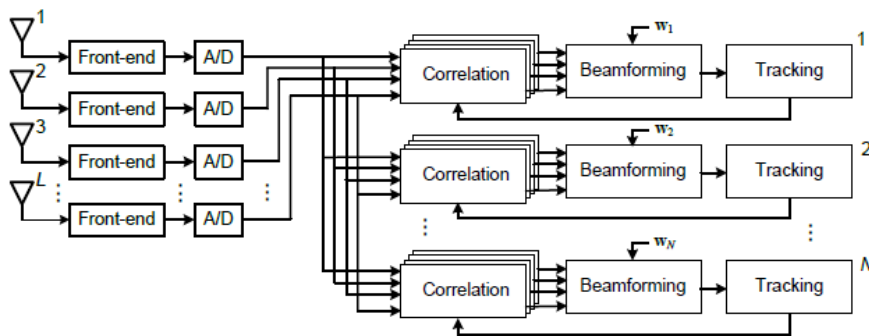 1
Front-end A/D
2
Front-end A/D
3
Front-end A/D
L
Front-end A/D
Correlation
w1
Beamforming
Tracking
1
Correlation
w2
Beamforming
Tracking
2
Correlation
wN
Beamforming
Tracking
N